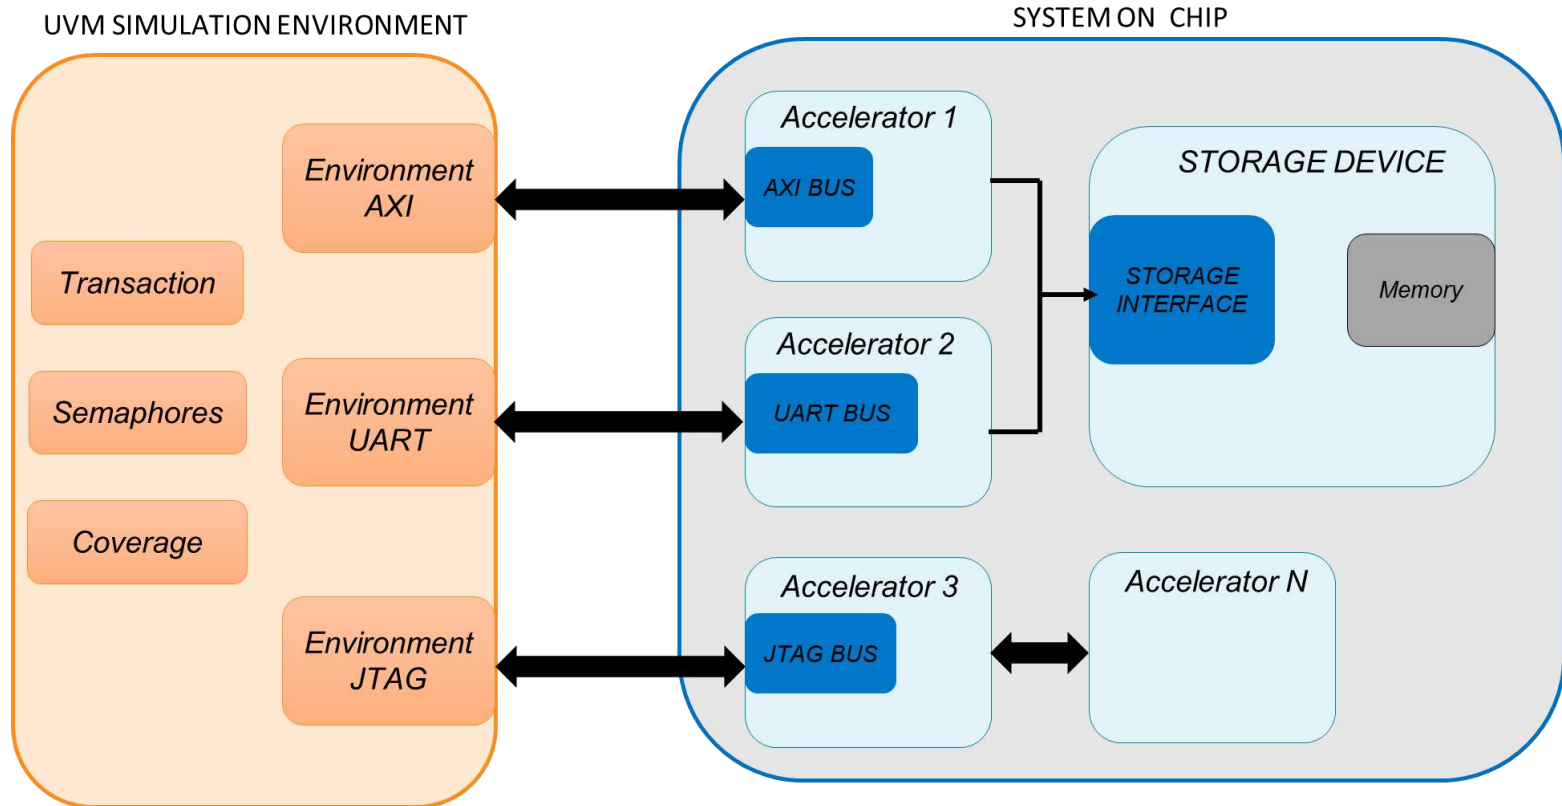 UVM SIMULATION ENVIRONMENT
Environment
AXI
Transaction
Semaphores
Environment
UART
Coverage
Environment
JTAG
SYSTEM ON CHIP
Accelerator 1
AXI BUS
STORAGE DEVICE
STORAGE
INTERFACE
Memory
Accelerator 2
UART BUS
Accelerator 3
JTAG BUS
Accelerator N